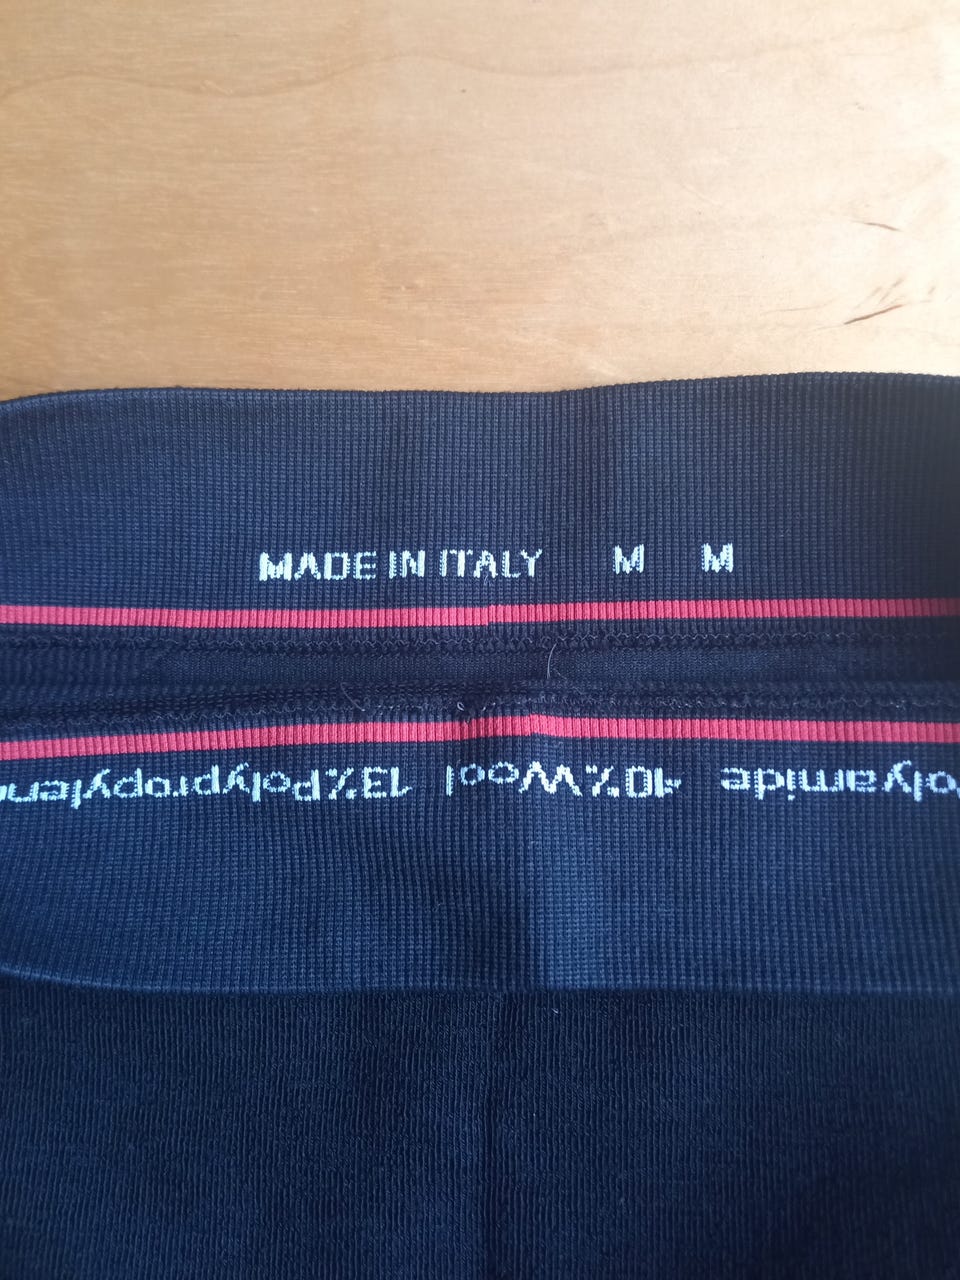 MADE IN ITALY M M
olyamide 40%Wool 13%Polypropylen